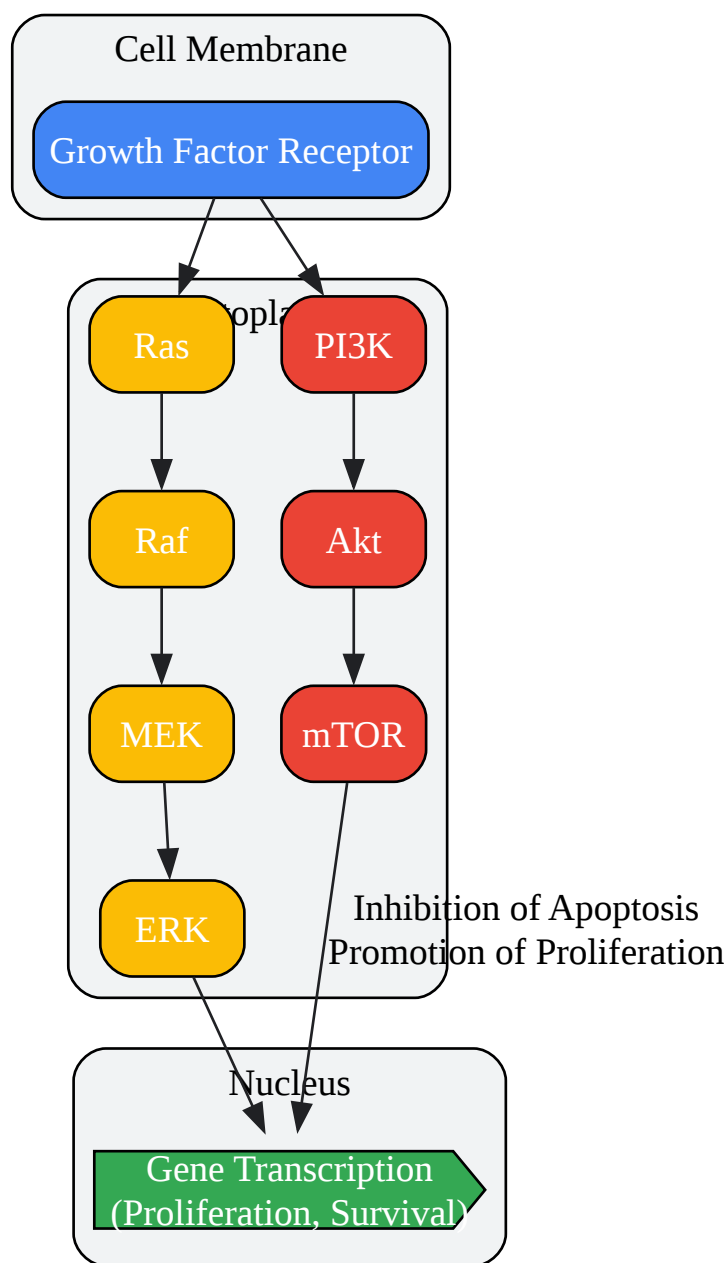 Cell Membrane
Growth Factor Receptor
Ras
PI3K
Raf
Akt
MEK
mTOR
ERK
Inhibition of Apoptosis
Promotion of Proliferation
Nucleus
Gene Transcription
(Proliferation, Survival)